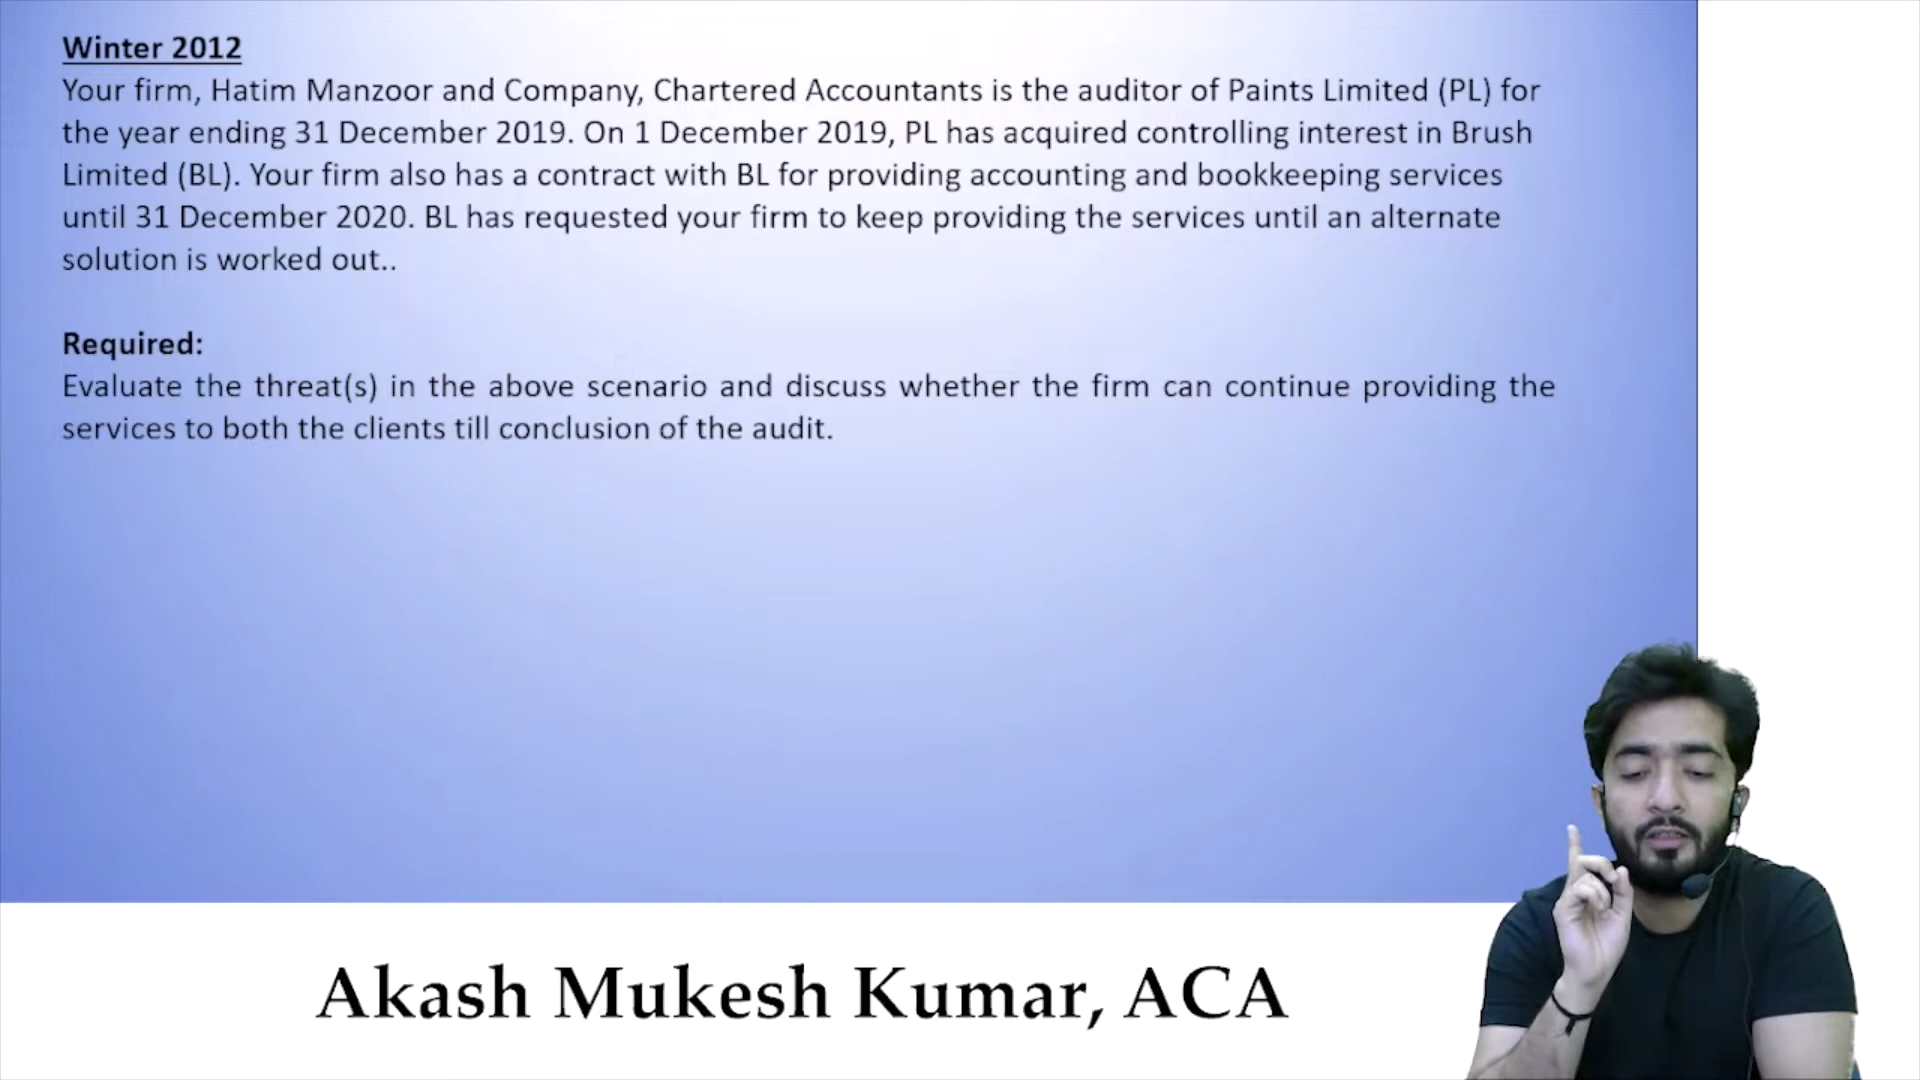 Winter 2012
Your firm, Hatim Manzoor and Company, Chartered Accountants is the auditor of Paints Limited (PL) for
the year ending 31 December 2019. On 1 December 2019, PL has acquired controlling interest in Brush
Limited (BL). Your firm also has a contract with BL for providing accounting and bookkeeping services
until 31 December 2020. BL has requested your firm to keep providing the services until an alternate
solution is worked out..
Required:
Evaluate the threat(s) in the above scenario and discuss whether the firm can continue providing the
services to both the clients till conclusion of the audit.
Akash Mukesh Kumar, ACA